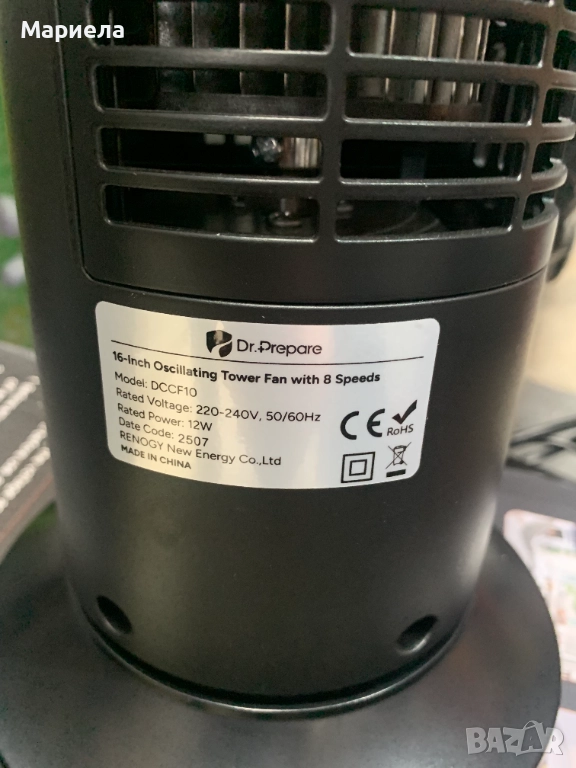 Мариела
Dr.Prepare
16-Inch Oscillating Tower Fan with 8 Speeds
Model: DCCF10
Rated Voltage: 220-240V, 50/60Hz
Rated Power: 12W
Date Code: 2507
RENOGY New Energy Co.,Ltd
MADE IN CHINA
CE
RoHS
BAZAR